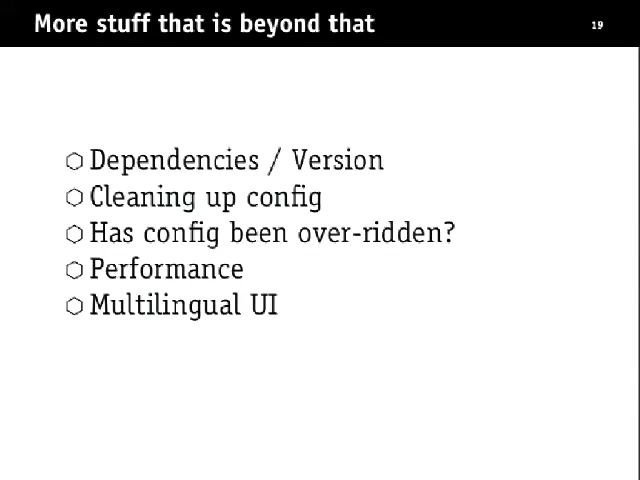 More stuff that is beyond that
19
Dependencies / Version
Cleaning up config
Has config been over-ridden?
Performance
Multilingual UI